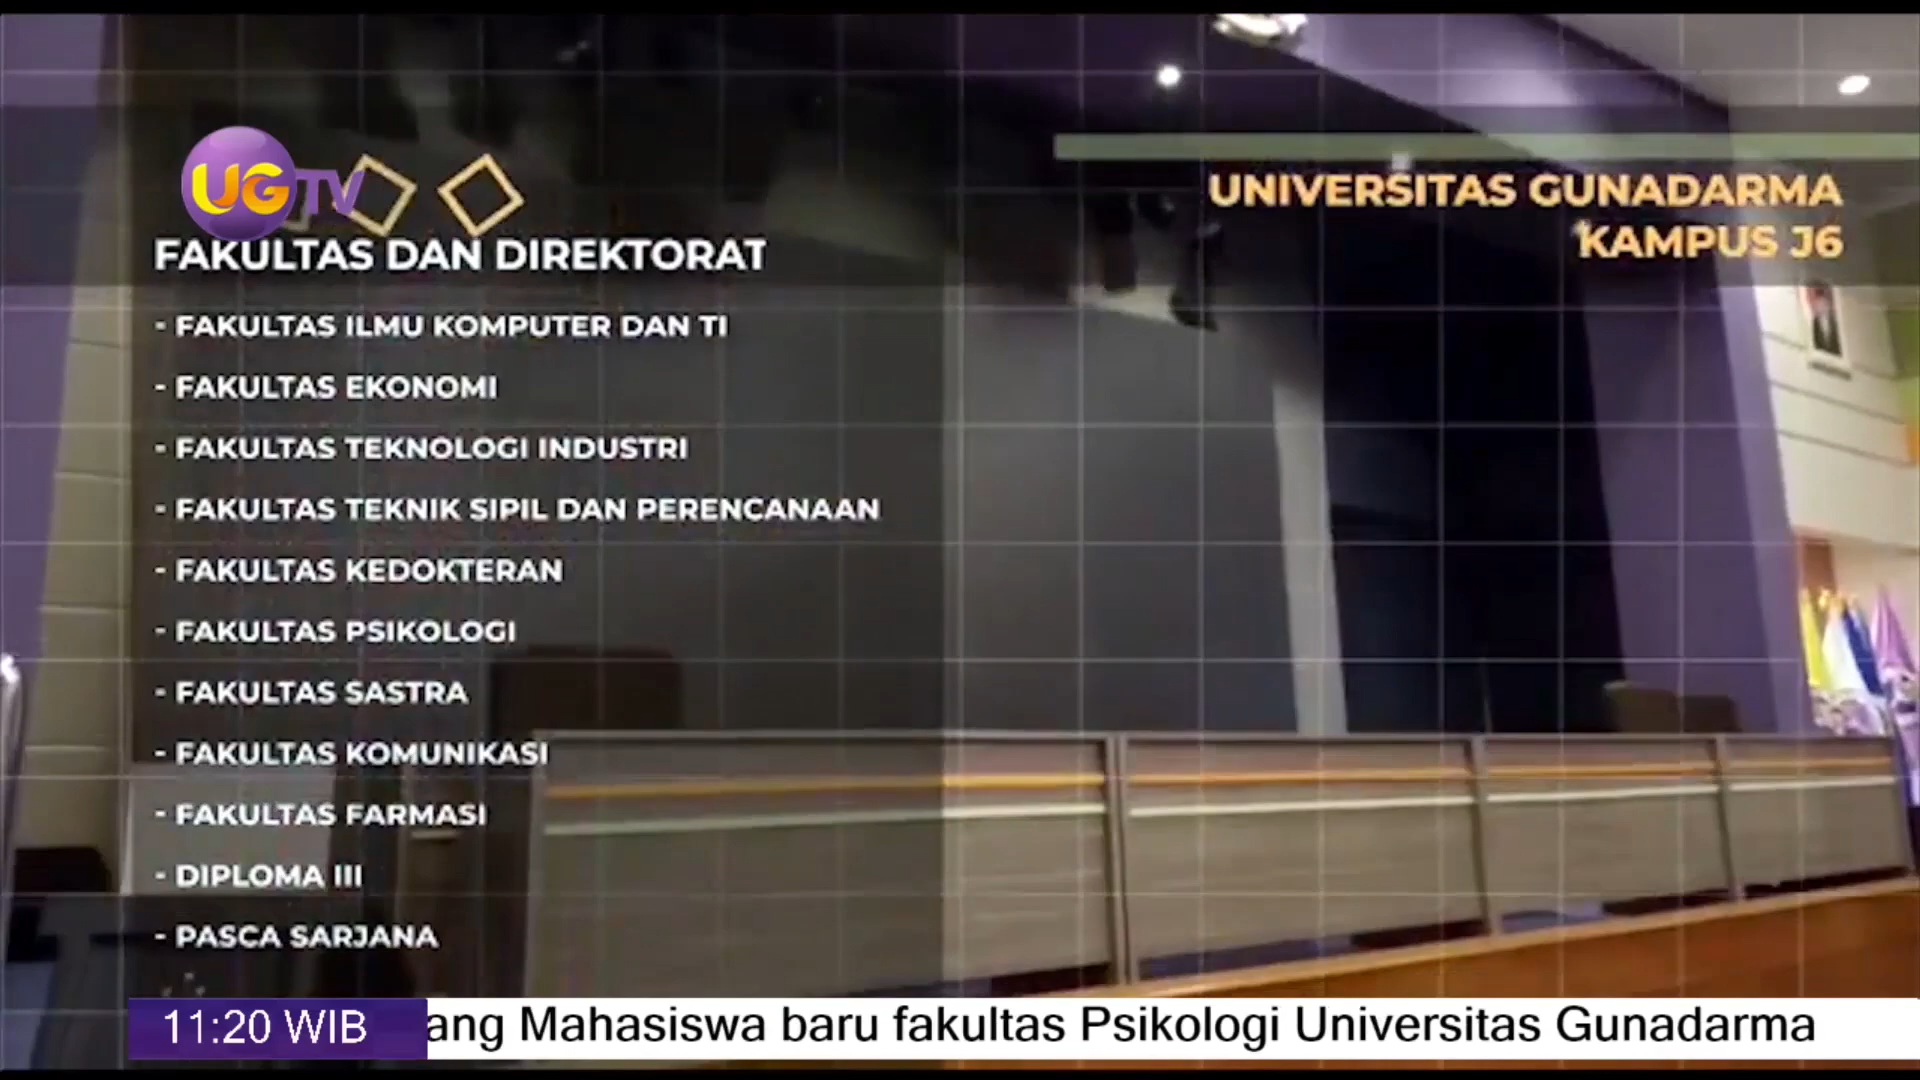 UGTV
UNIVERSITAS GUNADARMA
KAMPUS J6
FAKULTAS DAN DIREKTORAT
- FAKULTAS ILMU KOMPUTER DAN TI
- FAKULTAS EKONOMI
- FAKULTAS TEKNOLOGI INDUSTRI
- FAKULTAS TEKNIK SIPIL DAN PERENCANAAN
- FAKULTAS KEDOKTERAN
- FAKULTAS PSIKOLOGI
- FAKULTAS SASTRA
- FAKULTAS KOMUNIKASI
- FAKULTAS FARMASI
- DIPLOMA III
- PASCA SARJANA
11:20 WIB
ang Mahasiswa baru fakultas Psikologi Universitas Gunadarma